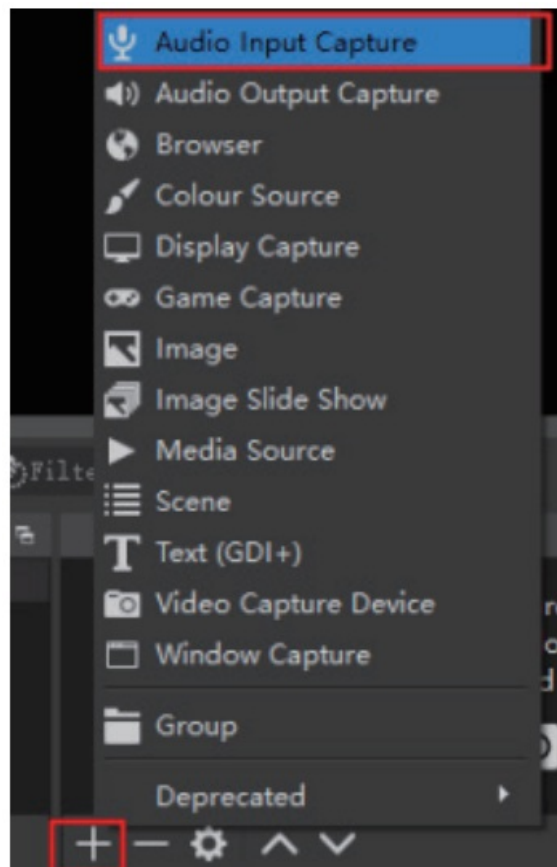 Audio Input Capture
Audio Output Capture
Browser
Colour Source
Display Capture
Game Capture
Image
Image Slide Show
Media Source
Filte
Scene
Text (GDI+)
Video Capture Device
Window Capture
Group
Deprecated